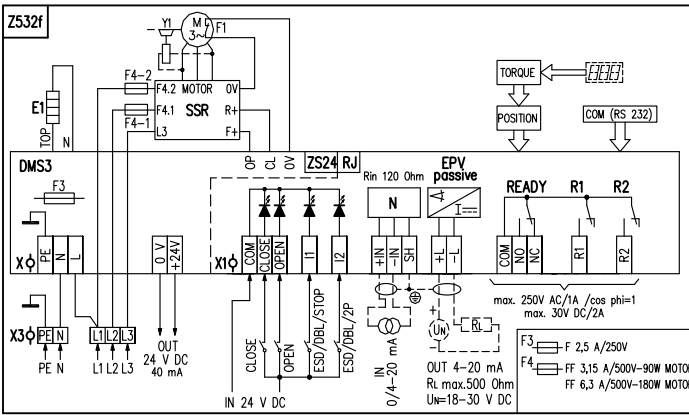 Z532f
Y1
M
3~
F1
F4-2
F4.2 MOTOR 0V
E1
F4.1 SSR R+
F4-1
L3 F+
TOP
N
OP
CL
0V
TORQUE
POSITION
COM (RS 232)
DMS3
ZS24 RJ
EPV
passive
Rin 120 Ohm
F3
N
I
READY R1 R2
X
PE
N
L
0 V
+24V
X1
COM
CLOSE
OPEN
I1
I2
+IN
-IN
SH
+L
-L
COM
NO
NC
R1
R2
X3
PE N
L1 L2 L3
PE N L1 L2 L3
OUT
24 V DC
40 mA
CLOSE
OPEN
ESD/DBL/STOP
ESD/DBL/2P
IN 24 V DC
IN
0/4-20 mA
+
UN
-
RL
OUT 4-20 mA
RL max.500 Ohm
UN=18-30 V DC
max. 250V AC/1A /cos phi=1
max. 30V DC/2A
F3 F 2,5 A/250V
F4 FF 3,15 A/500V-90W MOTOR
FF 6,3 A/500V-180W MOTOR